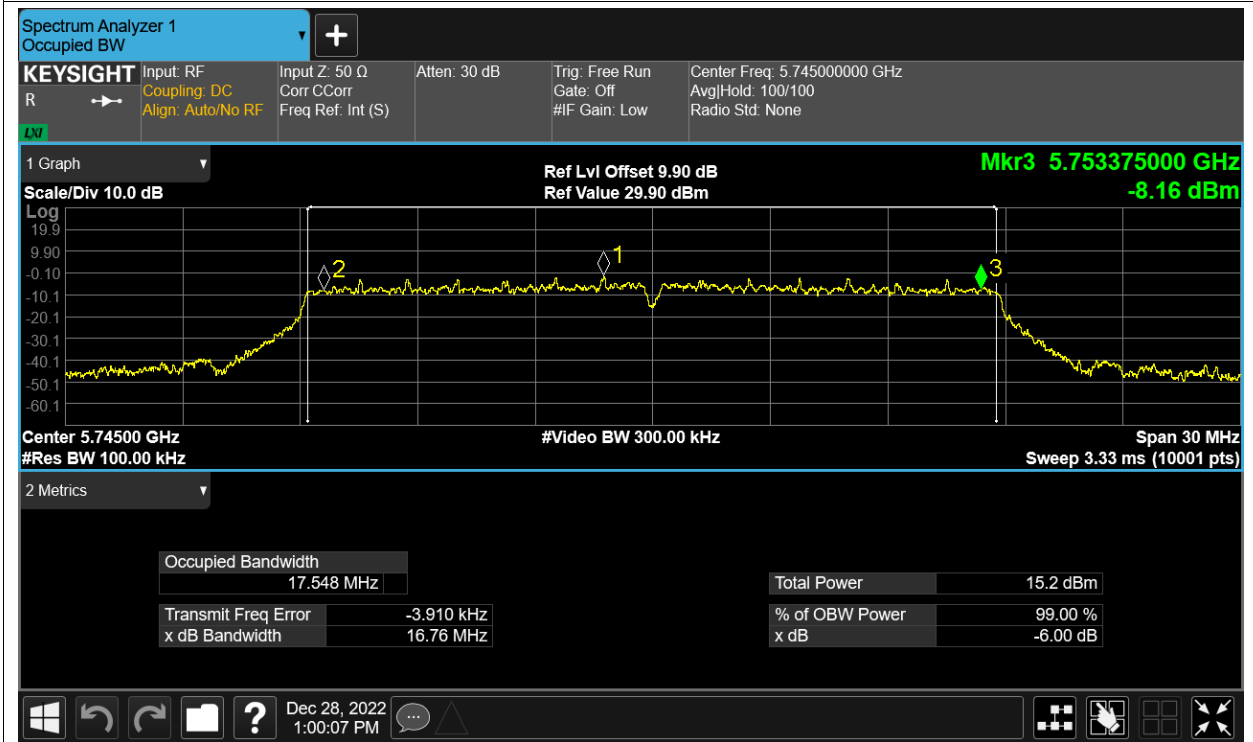 Spectrum Analyzer 1
Occupied BW
KEYSIGHT
R
LXI
Input: RF
Coupling: DC
Align: Auto/No RF
Input Z: 50 Ω
Corr CCorr
Freq Ref: Int (S)
Atten: 30 dB
Trig: Free Run
Gate: Off
#IF Gain: Low
Center Freq: 5.745000000 GHz
Avg|Hold: 100/100
Radio Std: None
1 Graph
Scale/Div 10.0 dB
Ref Lvl Offset 9.90 dB
Ref Value 29.90 dBm
Mkr3 5.753375000 GHz
-8.16 dBm
Log
19.9
9.90
-0.10
-10.1
-20.1
-30.1
-40.1
-50.1
-60.1
2
1
3
Center 5.74500 GHz
#Video BW 300.00 kHz
Span 30 MHz
#Res BW 100.00 kHz
Sweep 3.33 ms (10001 pts)
2 Metrics
Occupied Bandwidth
17.548 MHz
Total Power 15.2 dBm
Transmit Freq Error -3.910 kHz
% of OBW Power 99.00 %
x dB Bandwidth 16.76 MHz
x dB -6.00 dB
?
Dec 28, 2022
1:00:07 PM